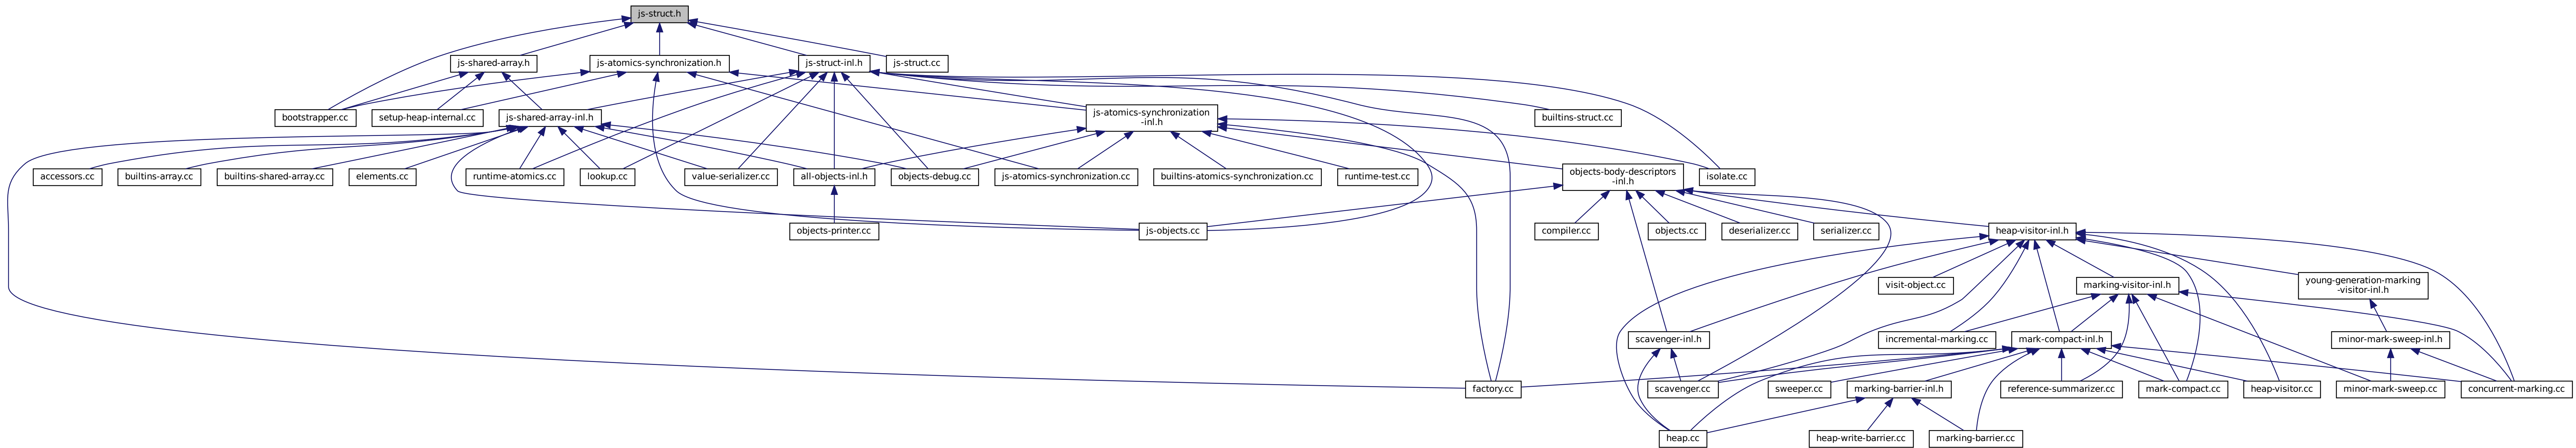 js-struct.h
js-shared-array.h
js-atomics-synchronization.h
js-struct-inl.h
js-struct.cc
bootstrapper.cc
setup-heap-internal.cc
js-shared-array-inl.h
js-atomics-synchronization
-inl.h
builtins-struct.cc
accessors.cc
builtins-array.cc
builtins-shared-array.cc
elements.cc
runtime-atomics.cc
lookup.cc
value-serializer.cc
all-objects-inl.h
objects-debug.cc
js-atomics-synchronization.cc
builtins-atomics-synchronization.cc
runtime-test.cc
objects-body-descriptors
-inl.h
isolate.cc
objects-printer.cc
js-objects.cc
compiler.cc
objects.cc
deserializer.cc
serializer.cc
heap-visitor-inl.h
visit-object.cc
marking-visitor-inl.h
young-generation-marking
-visitor-inl.h
scavenger-inl.h
incremental-marking.cc
mark-compact-inl.h
minor-mark-sweep-inl.h
factory.cc
scavenger.cc
sweeper.cc
marking-barrier-inl.h
reference-summarizer.cc
mark-compact.cc
heap-visitor.cc
minor-mark-sweep.cc
concurrent-marking.cc
heap.cc
heap-write-barrier.cc
marking-barrier.cc